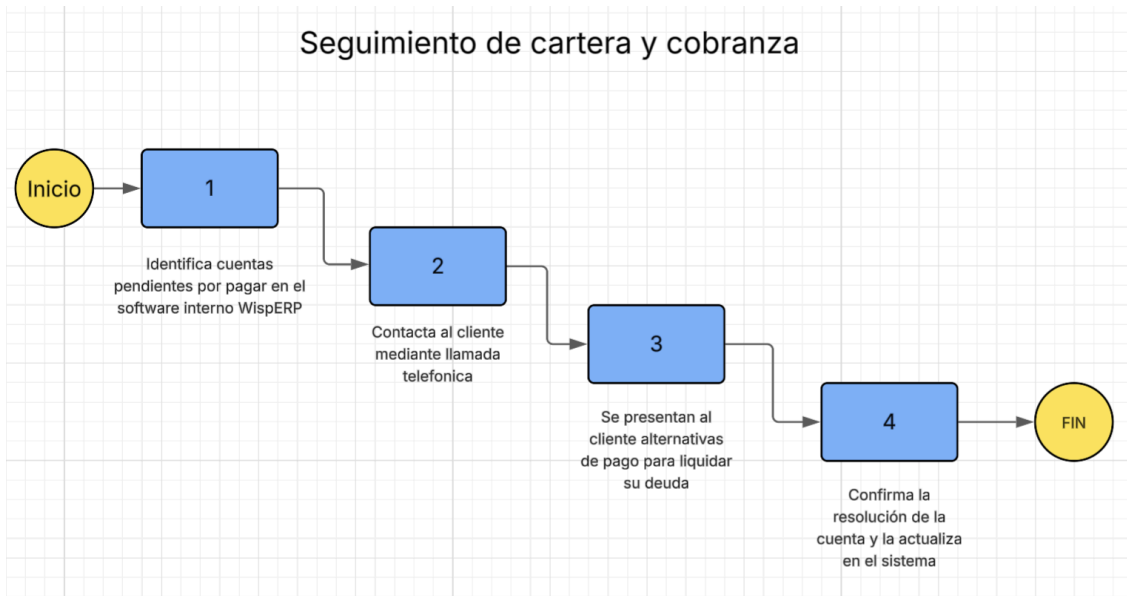 Seguimiento de cartera y cobranza
Inicio
1
Identifica cuentas
pendientes por pagar en el
software interno WispERP
2
Contacta al cliente
mediante llamada
telefonica
3
Se presentan al
cliente alternativas
de pago para liquidar
su deuda
4
Confirma la
resolución de la
cuenta y la actualiza
en el sistema
FIN